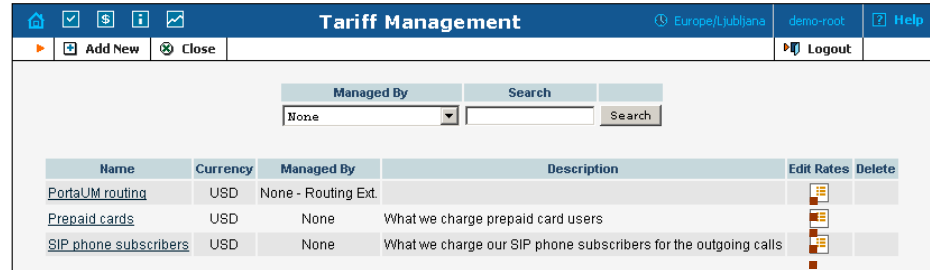 Tariff Management Europe/Ljubljana demo-root ? Help
Add New Close Logout
Managed By Search
None Search
Name Currency Managed By Description Edit Rates Delete
PortaUM routing USD None - Routing Ext.
Prepaid cards USD None What we charge prepaid card users
SIP phone subscribers USD None What we charge our SIP phone subscribers for the outgoing calls